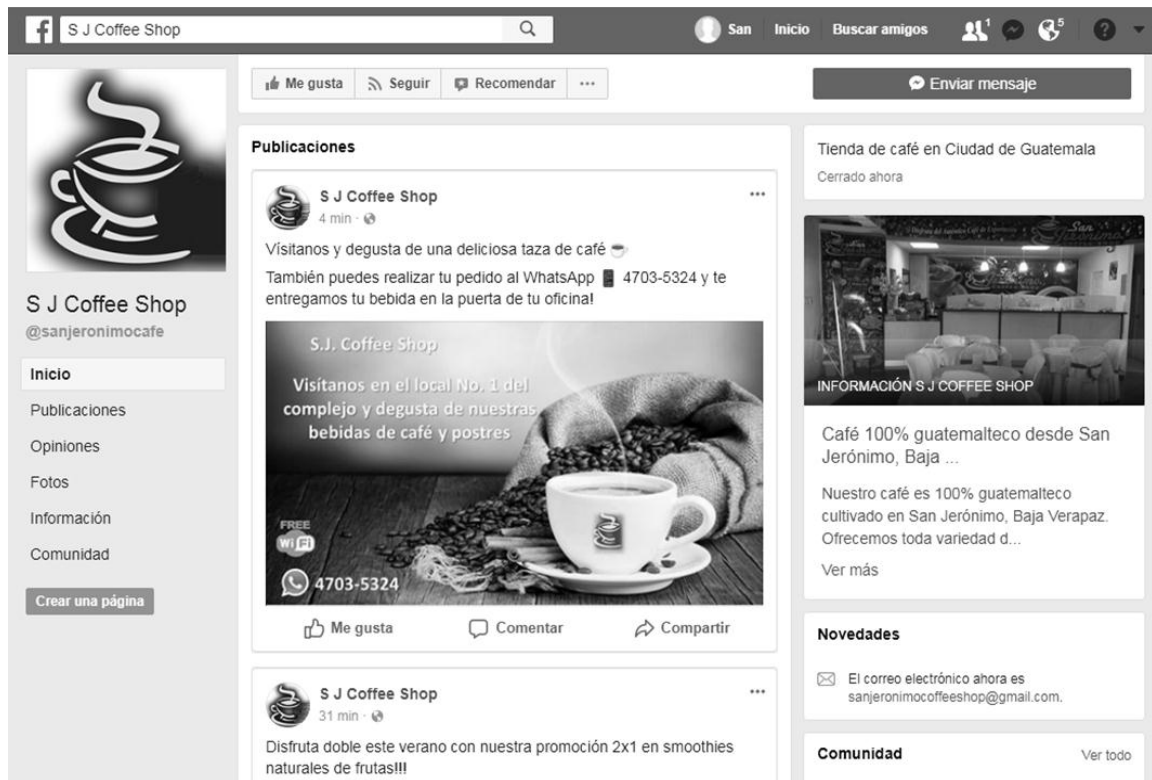 S J Coffee Shop
San Inicio Buscar amigos 1 5 ?
Me gusta Seguir Recomendar ...
Enviar mensaje
S J Coffee Shop
@sanjeronimocafe
Inicio
Publicaciones
Opiniones
Fotos
Información
Comunidad
Crear una página
Publicaciones
S J Coffee Shop
4 min ·
Vísitanos y degusta de una deliciosa taza de café
También puedes realizar tu pedido al WhatsApp 4703-5324 y te
entregamos tu bebida en la puerta de tu oficina!
S.J. Coffee Shop
Visítanos en el local No. 1 del
complejo y degusta de nuestras
bebidas de café y postres
FREE
WiFi
4703-5324
Me gusta Comentar Compartir
S J Coffee Shop
31 min ·
Disfruta doble este verano con nuestra promoción 2x1 en smoothies
naturales de frutas!!!
Tienda de café en Ciudad de Guatemala
Cerrado ahora
San
INFORMACIÓN S J COFFEE SHOP
Café 100% guatemalteco desde San
Jerónimo, Baja ...
Nuestro café es 100% guatemalteco
cultivado en San Jerónimo, Baja Verapaz.
Ofrecemos toda variedad d...
Ver más
Novedades
El correo electrónico ahora es
sanjeronimocoffeeshop@gmail.com.
Comunidad Ver todo